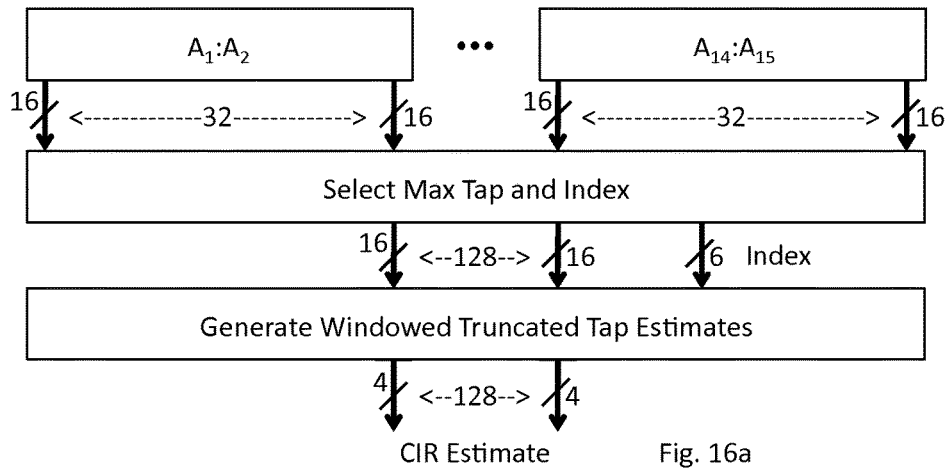 A1:A2 ••• A14:A15
16 <-------------32-------------> 16 16 <-------------32-------------> 16
Select Max Tap and Index
16 <--128--> 16 6 Index
Generate Windowed Truncated Tap Estimates
4 <--128--> 4
CIR Estimate Fig. 16a